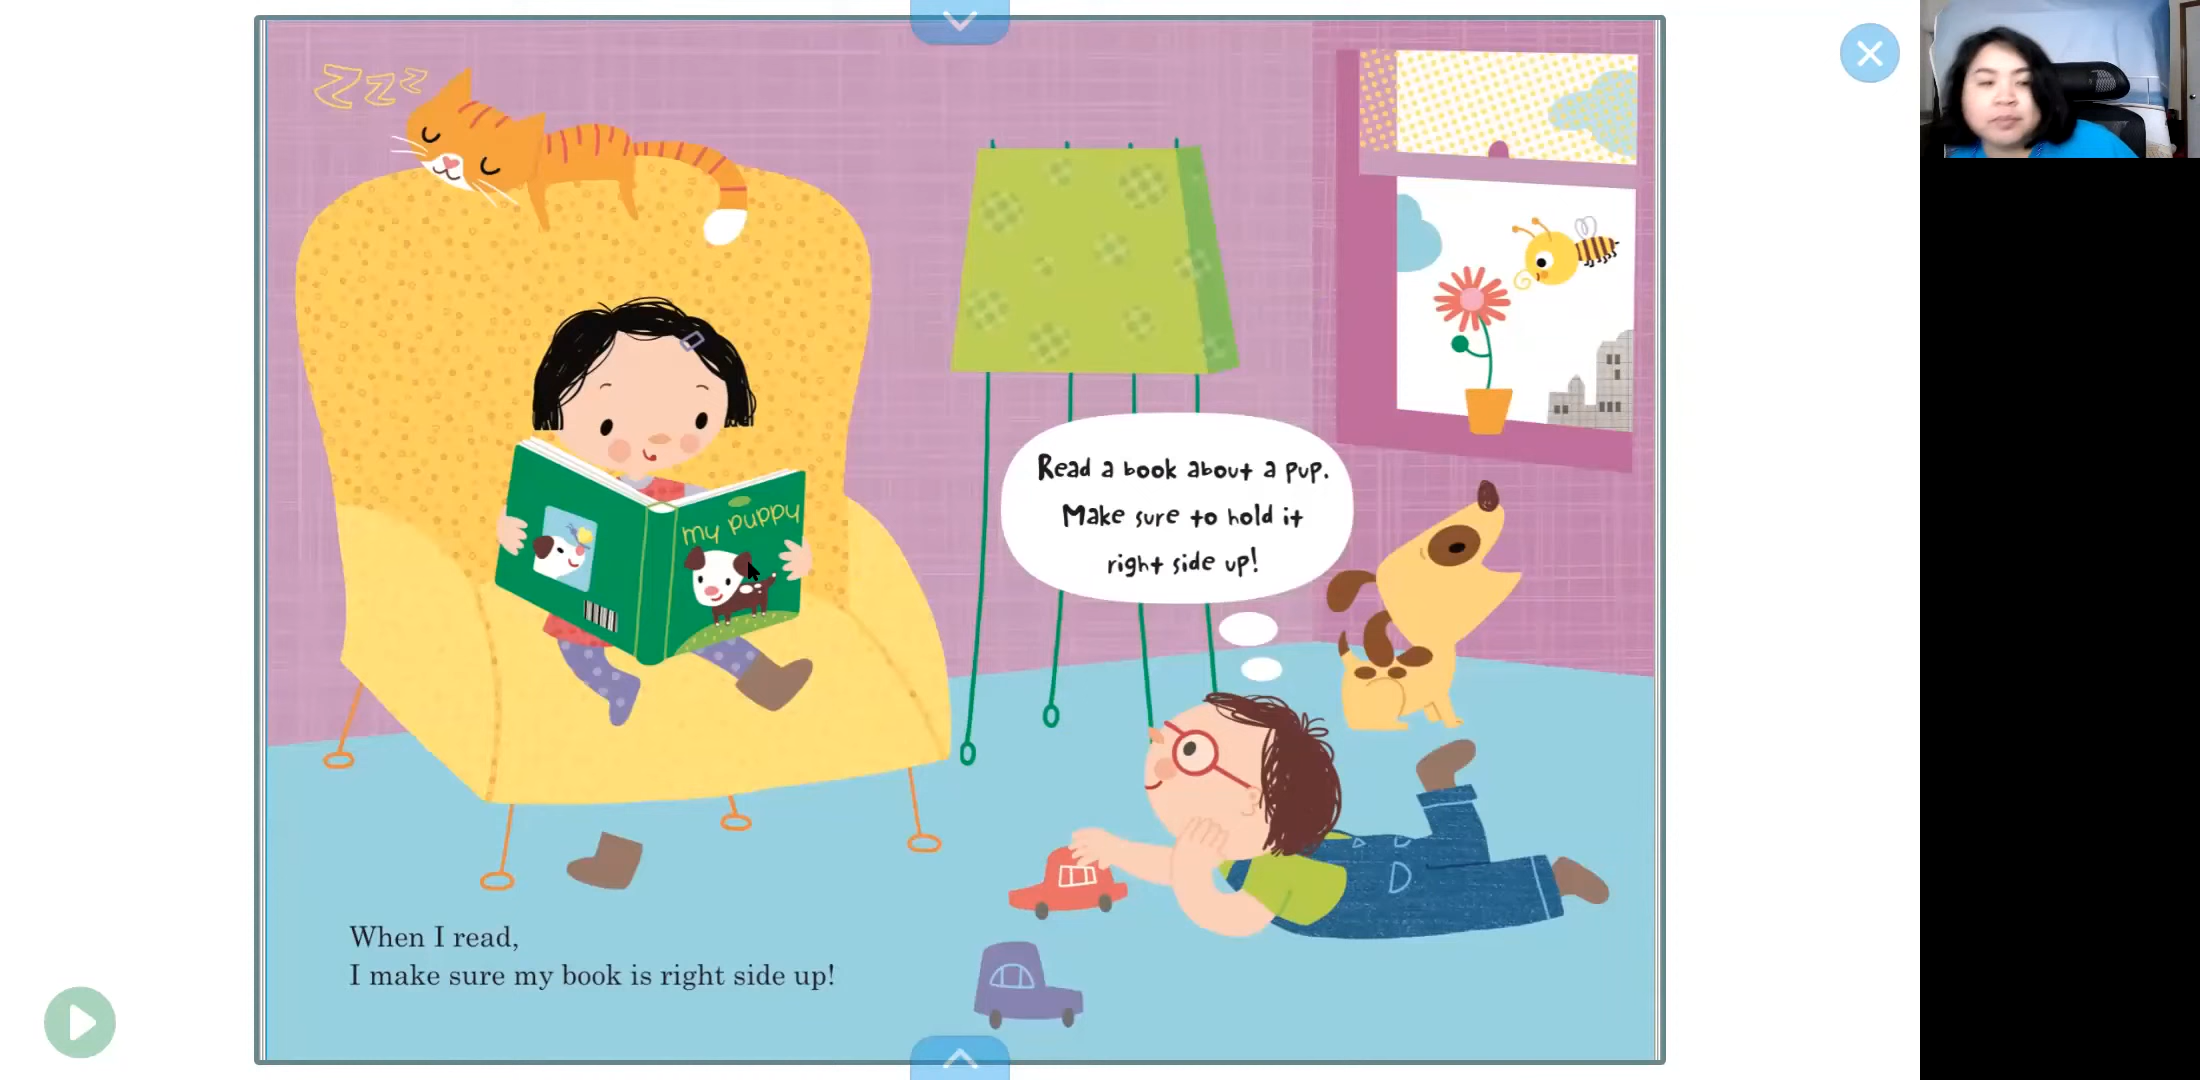 Zzz
my puppy
Read a book about a pup.
Make sure to hold it
right side up!
When I read,
I make sure my book is right side up!